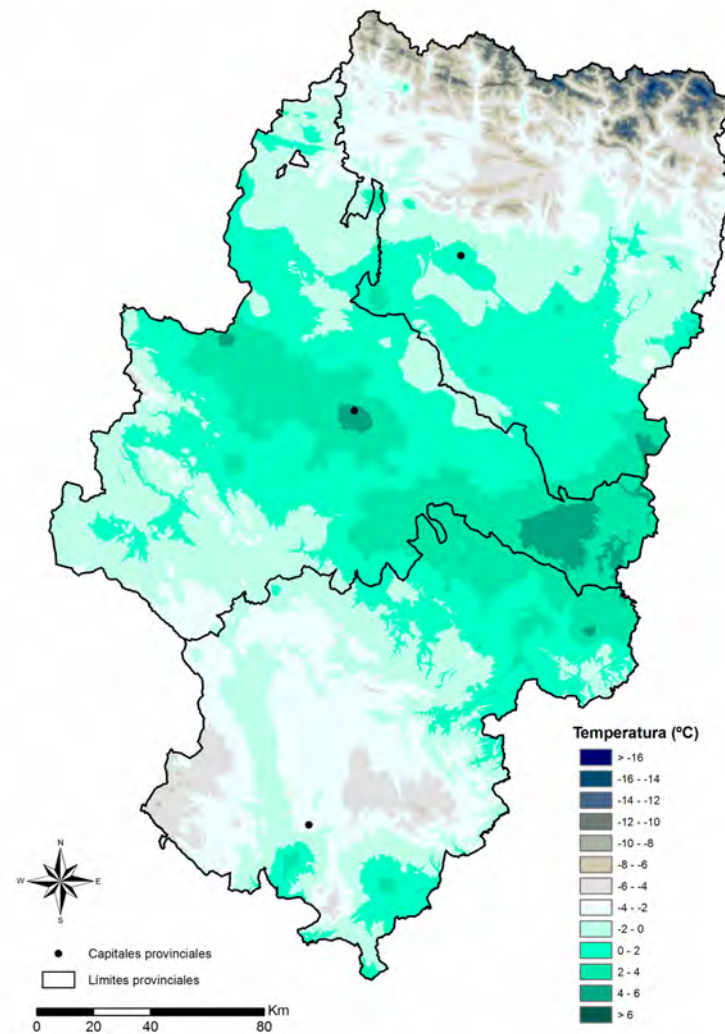 Temperatura (ºC)
> -16
-16 - -14
-14 - -12
-12 - -10
-10 - -8
-8 - -6
-6 - -4
-4 - -2
-2 - 0
0 - 2
2 - 4
4 - 6
> 6
N
W E
S
Capitales provinciales
Límites provinciales
Km
0 20 40 80